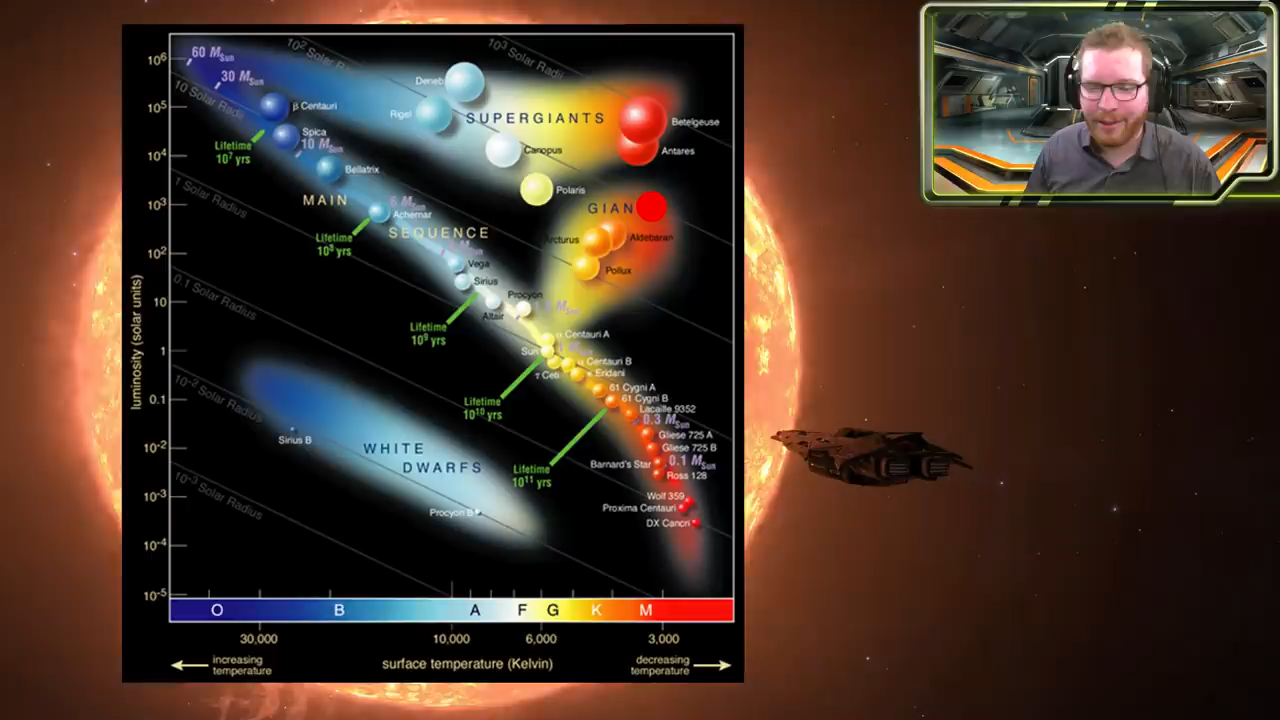 10⁶
10⁵
10⁴
10³
10²
10
1
0.1
10⁻²
10⁻³
10⁻⁴
10⁻⁵
luminosity (solar units)
60 MSun
30 MSun
10² Solar Radii
10³ Solar Radii
10 Solar Radii
Deneb
β Centauri
Rigel
SUPERGIANTS
Betelgeuse
Spica
10 MSun
Lifetime
10⁷ yrs
Canopus
Antares
Bellatrix
1 Solar Radius
Polaris
MAIN
SEQUENCE
6 MSun
Achernar
GIAN
Lifetime
10⁸ yrs
Arcturus
Aldebaran
Vega
Pollux
Sirius
0.1 Solar Radius
Procyon
Altair
Lifetime
10⁹ yrs
α Centauri A
Sun
α Centauri B
τ Ceti
ε Eridani
10⁻² Solar Radius
61 Cygni A
61 Cygni B
Lacaille 9352
Lifetime
10¹⁰ yrs
0.3 MSun
Gliese 725 A
Gliese 725 B
Sirius B
WHITE
DWARFS
Barnard's Star
0.1 MSun
Ross 128
Lifetime
10¹¹ yrs
10⁻³ Solar Radius
Wolf 359
Proxima Centauri
DX Cancri
Procyon B
O B A F G K M
30,000 10,000 6,000 3,000
increasing
temperature
surface temperature (Kelvin)
decreasing
temperature